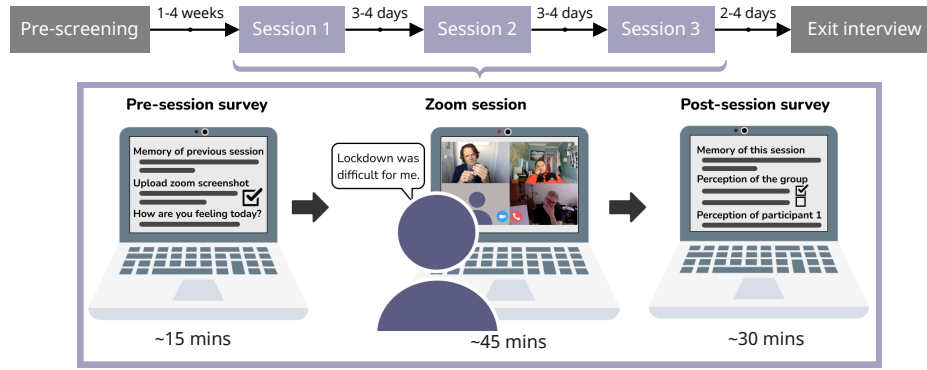 1-4 weeks
3-4 days
3-4 days
2-4 days
Pre-screening
Session 1
Session 2
Session 3
Exit interview
Pre-session survey
Zoom session
Post-session survey
Memory of previous session
Upload zoom screenshot
How are you feeling today?
Lockdown was
difficult for me.
Memory of this session
Perception of the group
Perception of participant 1
~15 mins
~45 mins
~30 mins